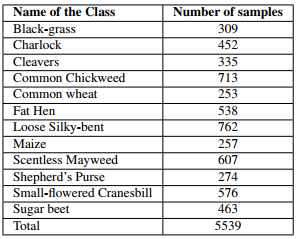 Name of the Class Number of samples
Black-grass 309
Charlock 452
Cleavers 335
Common Chickweed 713
Common wheat 253
Fat Hen 538
Loose Silky-bent 762
Maize 257
Scentless Mayweed 607
Shepherd's Purse 274
Small-flowered Cranesbill 576
Sugar beet 463
Total 5539